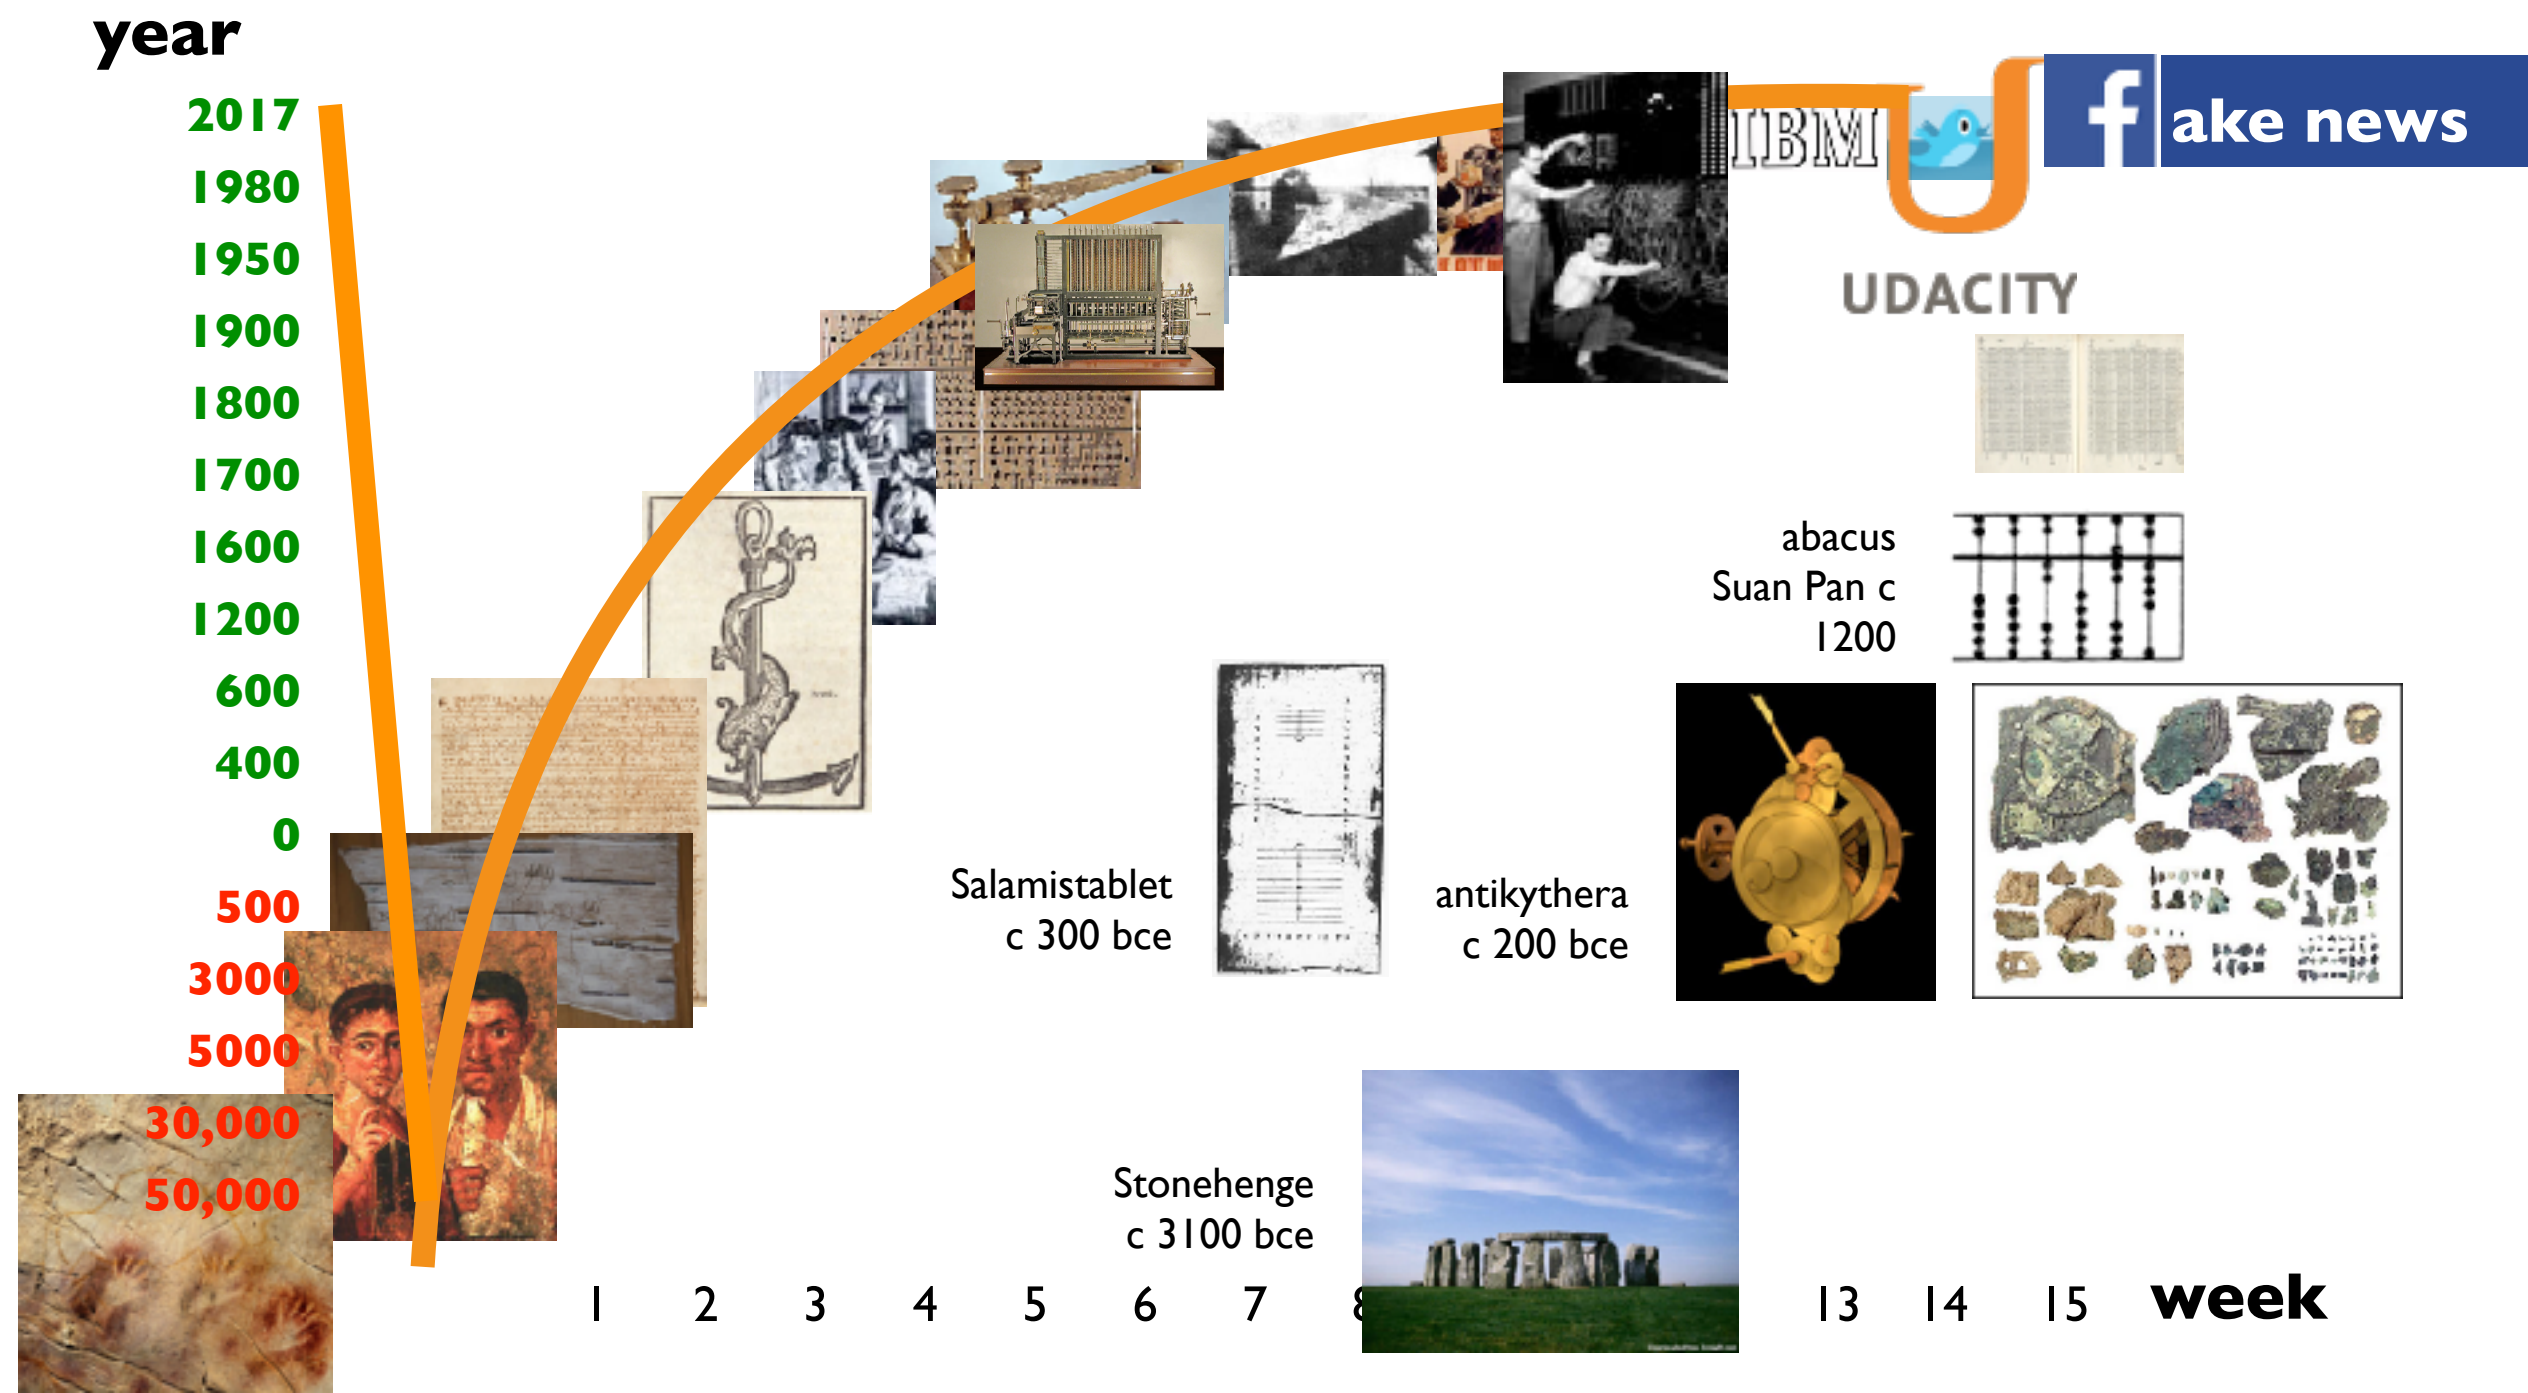 year
2017
1980
1950
1900
1800
1700
1600
1200
600
400
0
500
3000
5000
30,000
50,000
IBM
f ake news
UDACITY
abacus
Suan Pan c
1200
Salamistablet
c 300 bce
antikythera
c 200 bce
Stonehenge
c 3100 bce
1 2 3 4 5 6 7 8 13 14 15 week